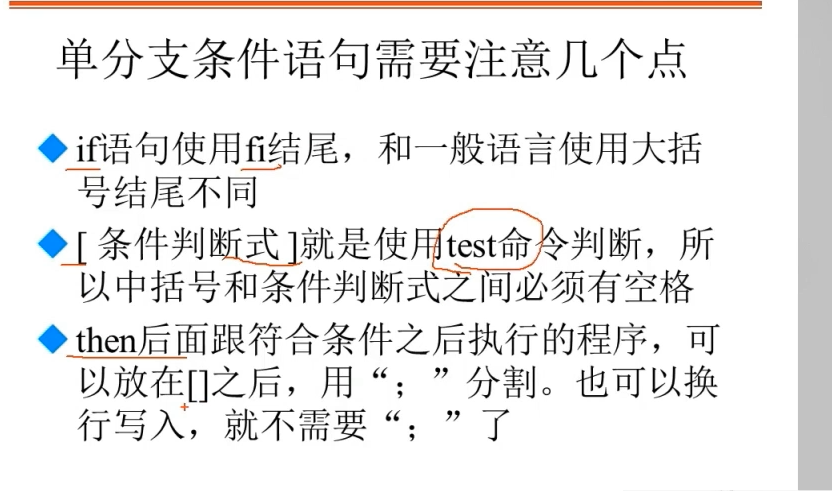 单分支条件语句需要注意几个点
if语句使用fi结尾，和一般语言使用大括
号结尾不同
[ 条件判断式 ]就是使用test命令判断，所
以中括号和条件判断式之间必须有空格
then后面跟符合条件之后执行的程序，可
以放在[]之后，用“；”分割。也可以换
行写入，就不需要“；”了